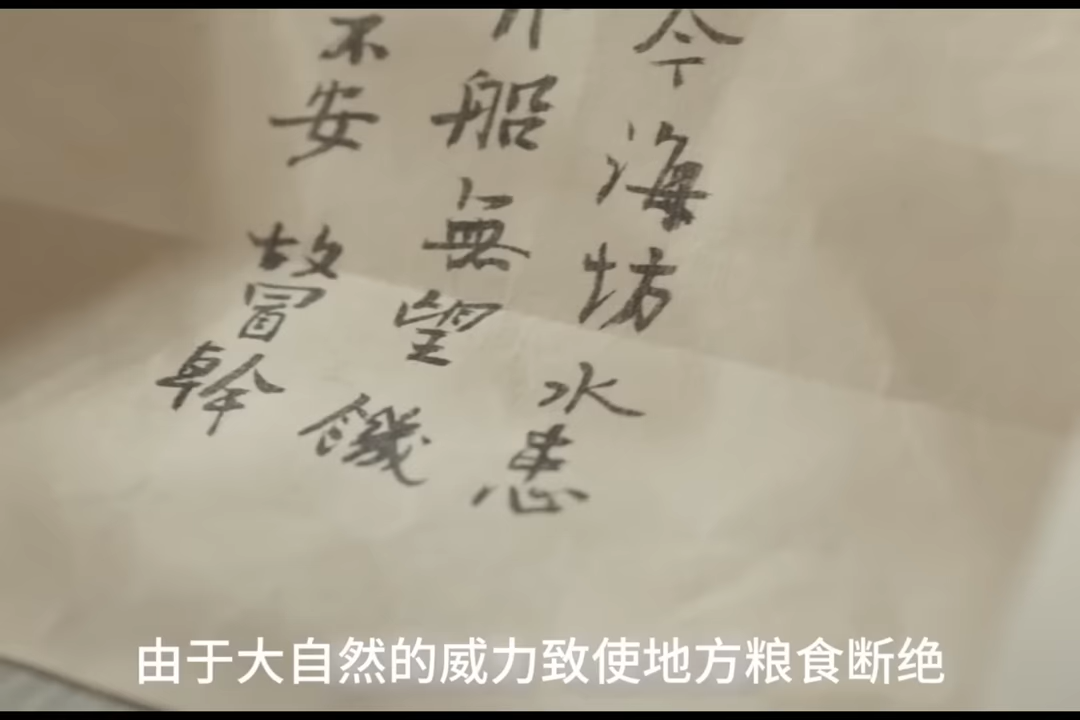 今海坊水患
船無望饑
不安故冒幹
由于大自然的威力致使地方粮食断绝